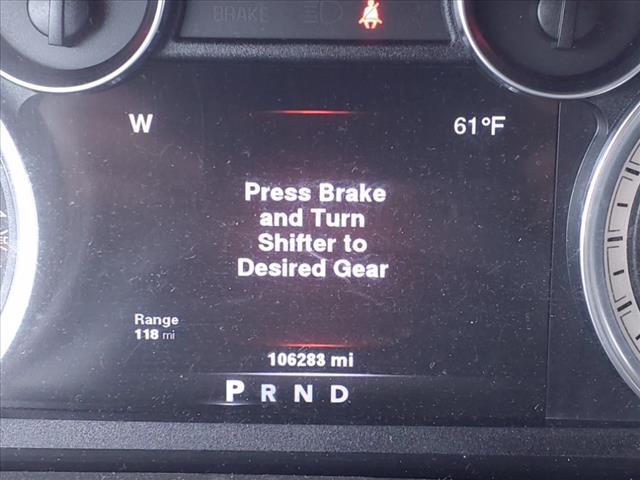 BRAKE
W 61°F
Press Brake
and Turn
Shifter to
Desired Gear
Range
118 mi
106283 mi
P R N D